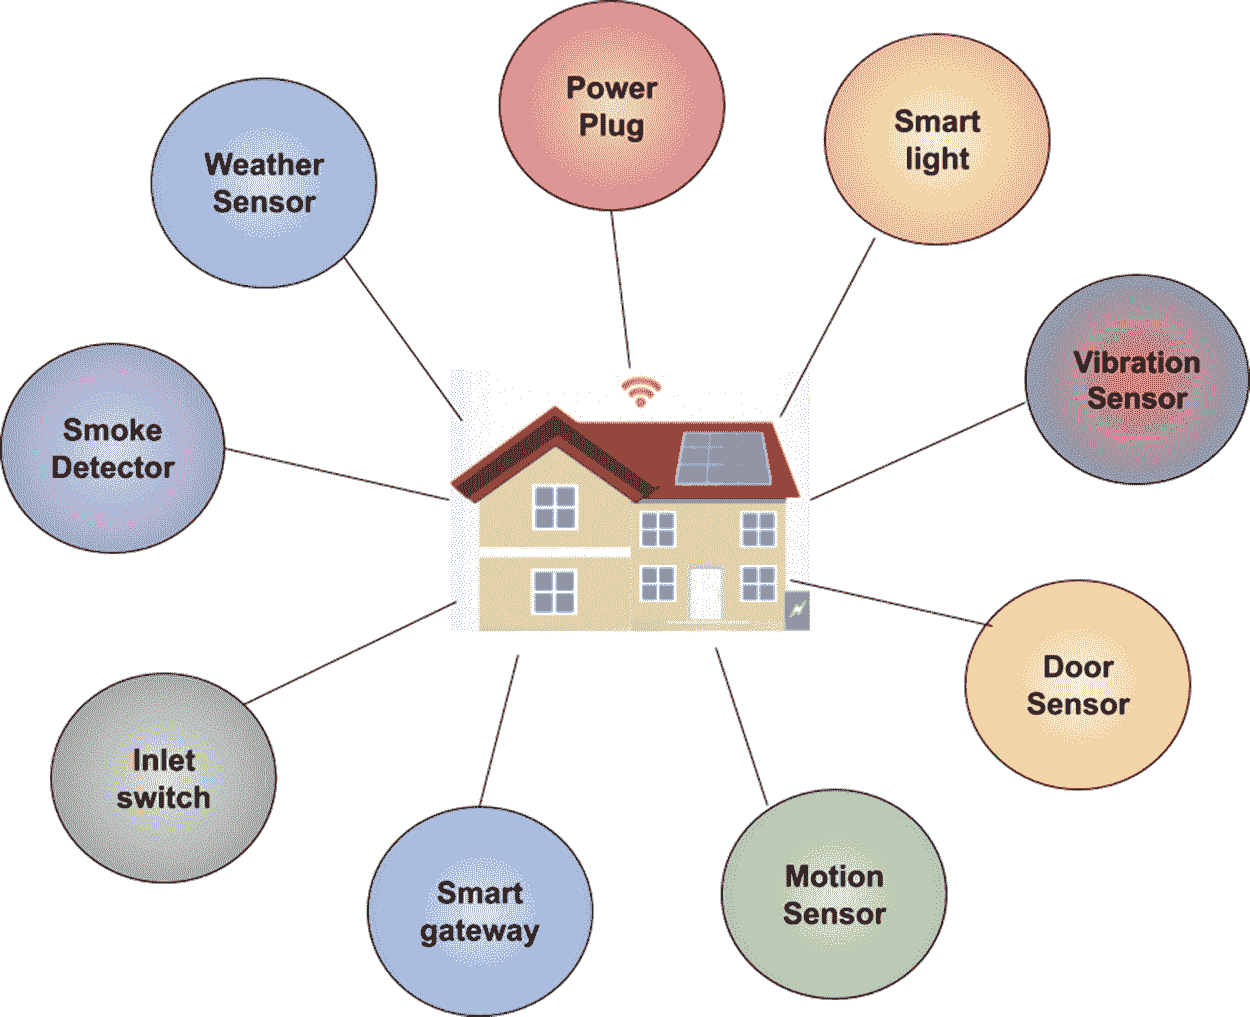 Power
Plug
Smart
light
Weather
Sensor
Vibration
Sensor
Smoke
Detector
Door
Sensor
Inlet
switch
Motion
Sensor
Smart
gateway